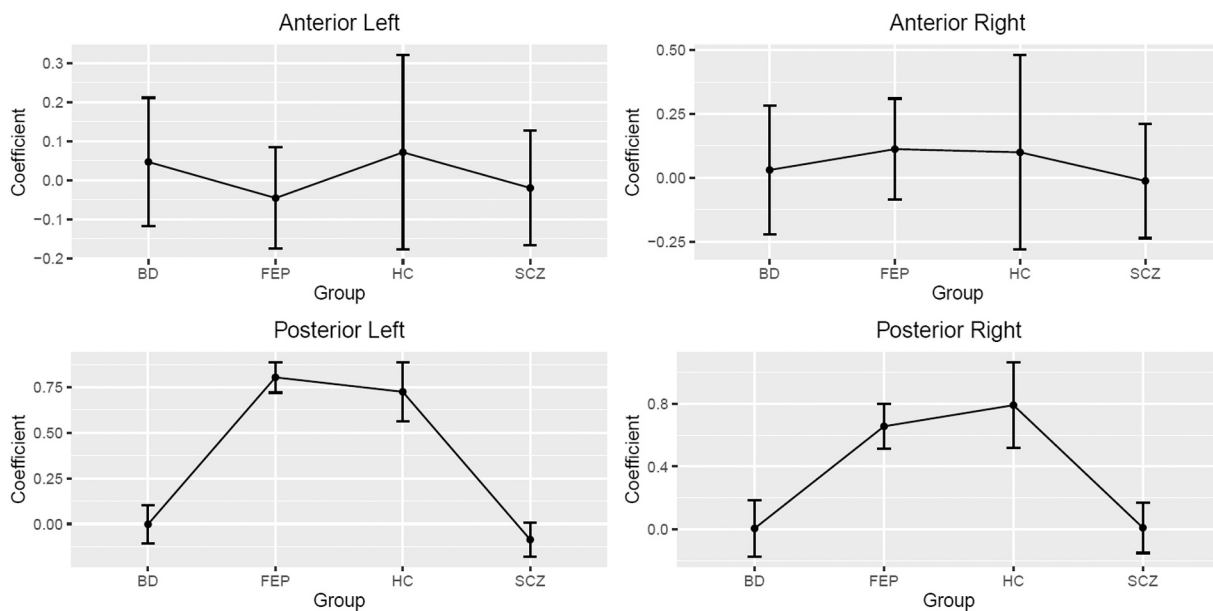 Anterior Left
Coefficient
0.3
0.2
0.1
0.0
−0.1
−0.2
BD FEP HC SCZ
Group
Anterior Right
Coefficient
0.50
0.25
0.00
−0.25
BD FEP HC SCZ
Group
Posterior Left
Coefficient
0.75
0.50
0.25
0.00
BD FEP HC SCZ
Group
Posterior Right
Coefficient
0.8
0.4
0.0
BD FEP HC SCZ
Group